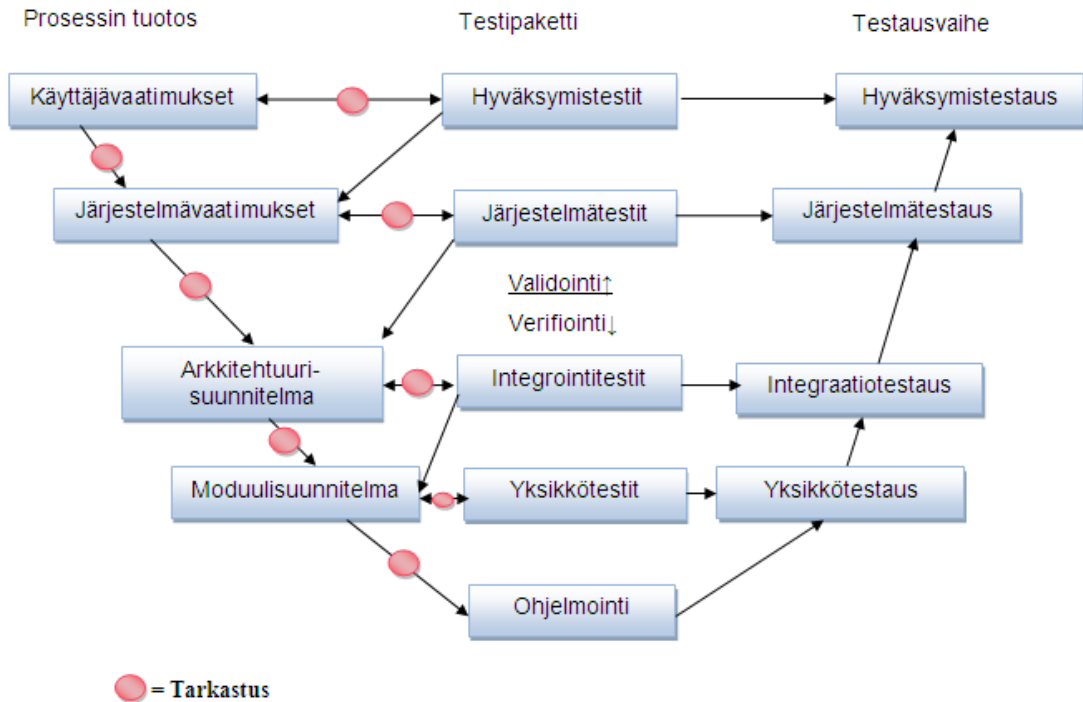 Prosessin tuotos
Testipaketti
Testausvaihe
Käyttäjävaatimukset
Hyväksymistestit
Hyväksymistestaus
Järjestelmävaatimukset
Järjestelmätestit
Järjestelmätestaus
Validointi↑
Verifiointi↓
Arkkitehtuuri-
suunnitelma
Integrointitestit
Integraatiotestaus
Moduulisuunnitelma
Yksikkötestit
Yksikkötestaus
Ohjelmointi
= Tarkastus